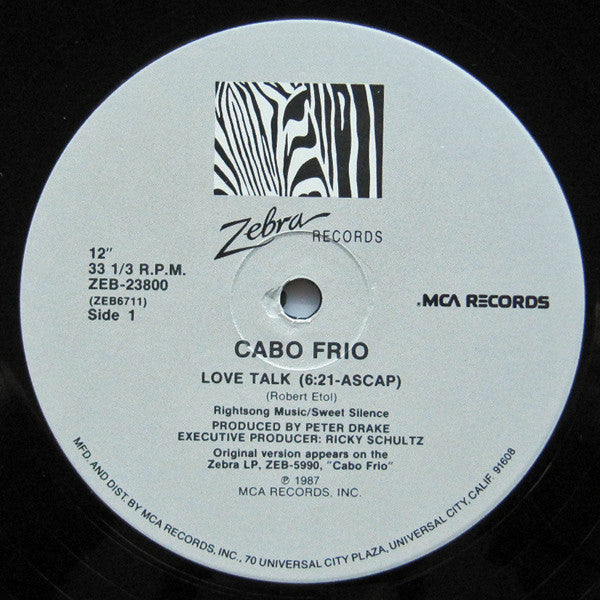 Zebra RECORDS
12"
33 1/3 R.P.M.
ZEB-23800
(ZEB6711)
Side 1
.MCA RECORDS
CABO FRIO
LOVE TALK (6:21-ASCAP)
(Robert Etol)
Rightsong Music/Sweet Silence
PRODUCED BY PETER DRAKE
EXECUTIVE PRODUCER: RICKY SCHULTZ
Original version appears on the
Zebra LP, ZEB-5990, "Cabo Frio"
℗ 1987
MCA RECORDS, INC.
MFD. AND DIST. BY MCA RECORDS, INC., 70 UNIVERSAL CITY PLAZA, UNIVERSAL CITY, CALIF. 91608